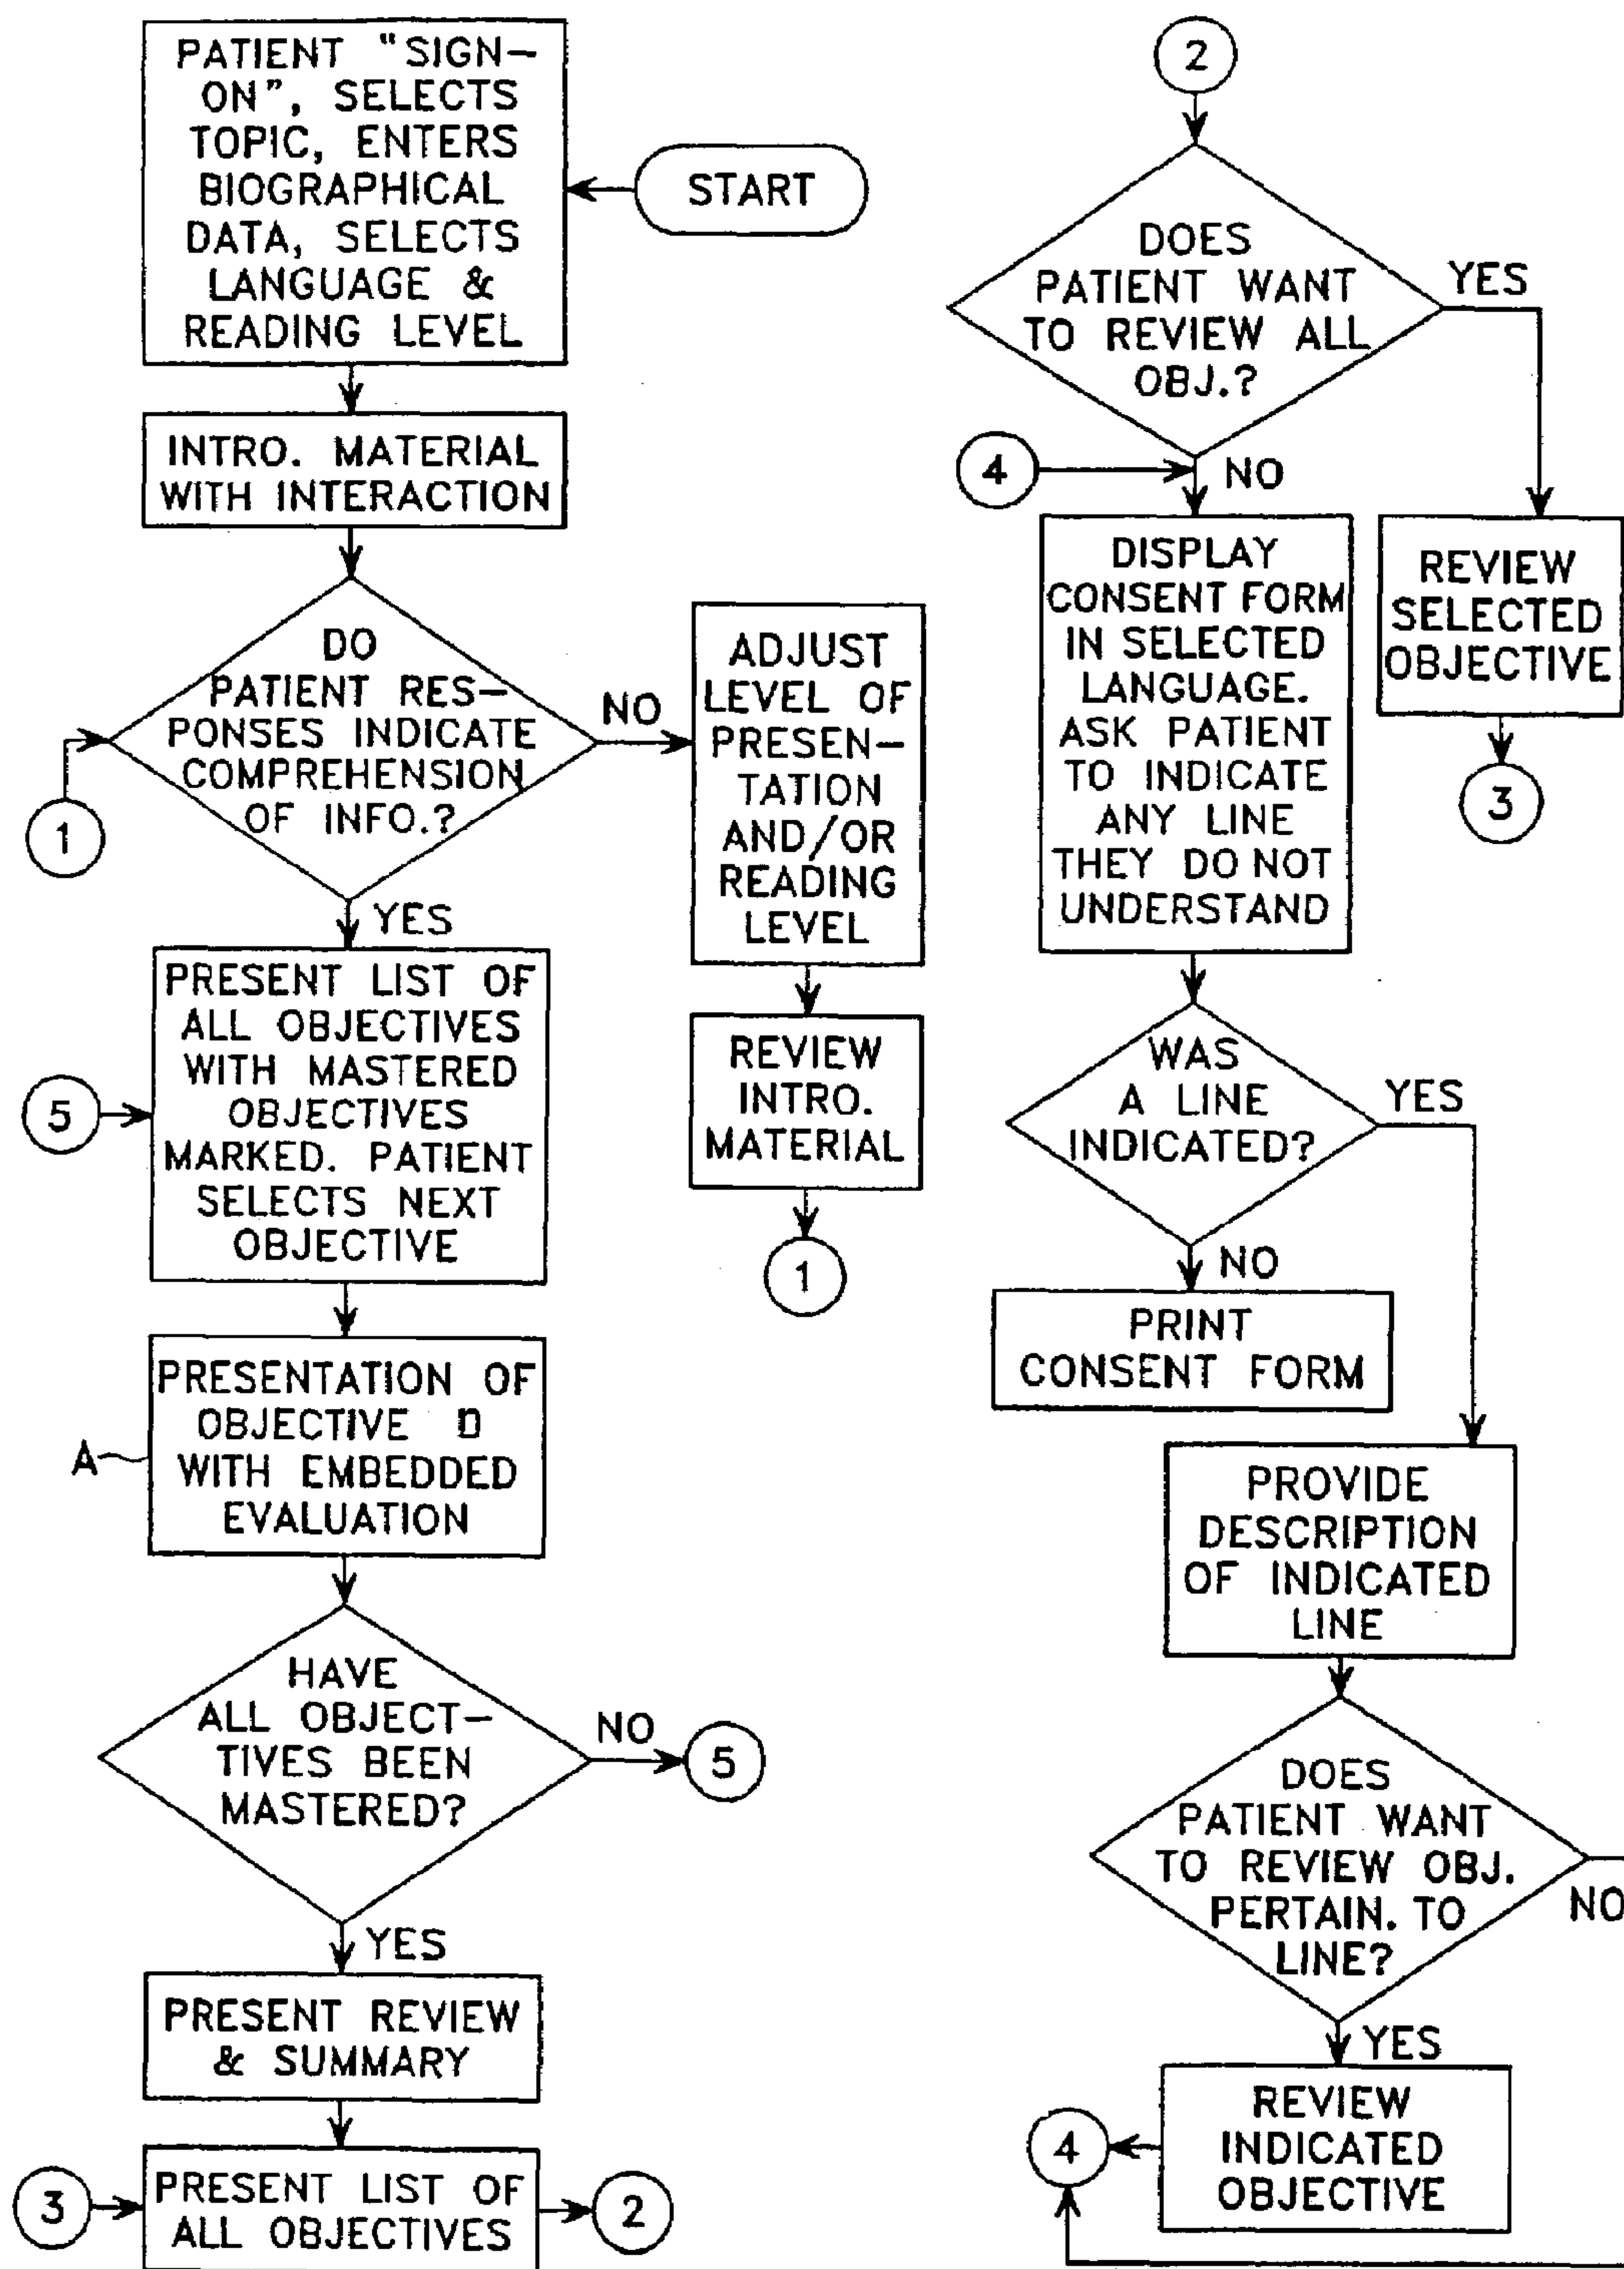 PATIENT "SIGN-
ON", SELECTS
TOPIC, ENTERS
BIOGRAPHICAL
DATA, SELECTS
LANGUAGE &
READING LEVEL
START
INTRO. MATERIAL
WITH INTERACTION
DO
PATIENT RES-
PONSES INDICATE
COMPREHENSION
OF INFO.?
1
NO
YES
ADJUST
LEVEL OF
PRESEN-
TATION
AND/OR
READING
LEVEL
REVIEW
INTRO.
MATERIAL
1
5
PRESENT LIST OF
ALL OBJECTIVES
WITH MASTERED
OBJECTIVES
MARKED. PATIENT
SELECTS NEXT
OBJECTIVE
A
PRESENTATION OF
OBJECTIVE D
WITH EMBEDDED
EVALUATION
HAVE
ALL OBJECT-
TIVES BEEN
MASTERED?
NO
5
YES
PRESENT REVIEW
& SUMMARY
3
PRESENT LIST OF
ALL OBJECTIVES
2
2
DOES
PATIENT WANT
TO REVIEW ALL
OBJ.?
YES
4
NO
DISPLAY
CONSENT FORM
IN SELECTED
LANGUAGE.
ASK PATIENT
TO INDICATE
ANY LINE
THEY DO NOT
UNDERSTAND
REVIEW
SELECTED
OBJECTIVE
3
WAS
A LINE
INDICATED?
YES
NO
PRINT
CONSENT FORM
PROVIDE
DESCRIPTION
OF INDICATED
LINE
DOES
PATIENT WANT
TO REVIEW OBJ.
PERTAIN. TO
LINE?
NO
YES
REVIEW
INDICATED
OBJECTIVE
4